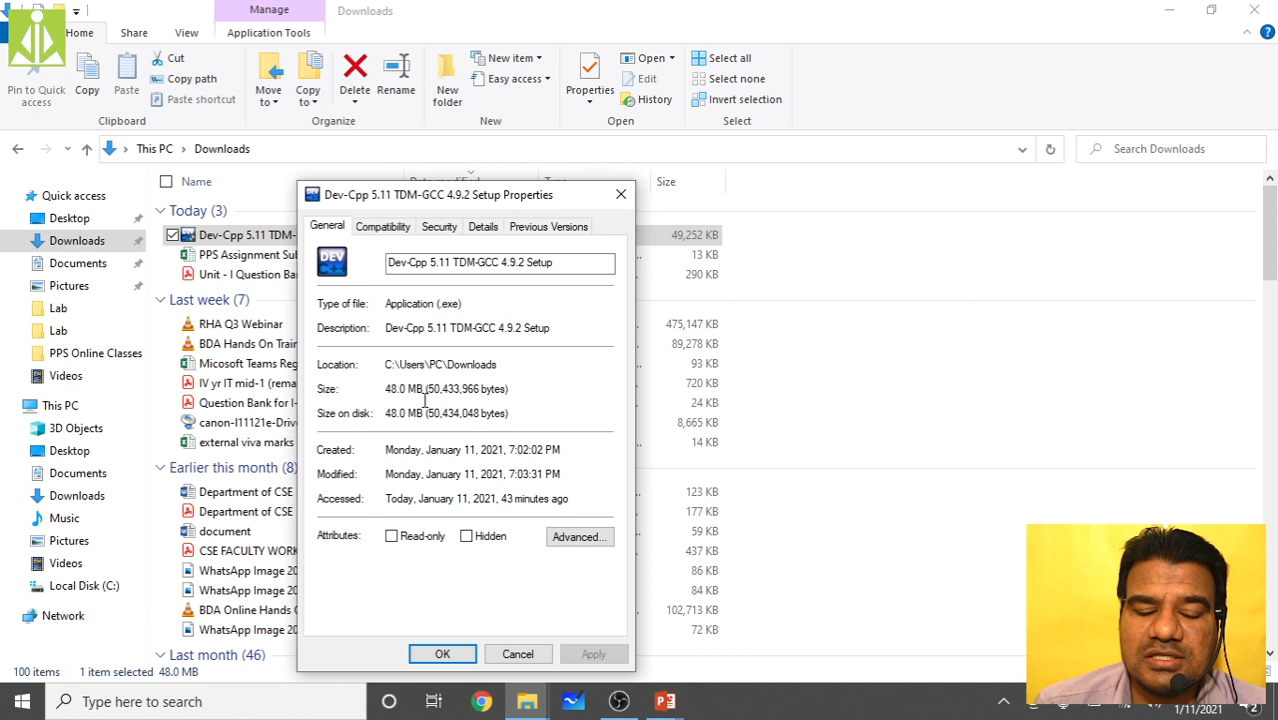 Manage
Downloads
Home
Share
View
Application Tools
Pin to Quick access
Copy
Paste
Cut
Copy path
Paste shortcut
Clipboard
Move to
Copy to
Delete
Rename
Organize
New folder
New item
Easy access
New
Properties
Open
Edit
History
Open
Select all
Select none
Invert selection
Select
This PC
Downloads
Search Downloads
Quick access
Desktop
Downloads
Documents
Pictures
Lab
Lab
PPS Online Classes
Videos
This PC
3D Objects
Desktop
Documents
Downloads
Music
Pictures
Videos
Local Disk (C:)
Network
Name
Size
Today (3)
Dev-Cpp 5.11 TDM- 49,252 KB
PPS Assignment Sub 13 KB
Unit - I Question Ban 290 KB
Last week (7)
RHA Q3 Webinar 475,147 KB
BDA Hands On Train 89,278 KB
Microsoft Teams Reg 93 KB
IV yr IT mid-1 (rema 720 KB
Question Bank for I- 24 KB
canon-l11121e-Drive 8,665 KB
external viva marks 14 KB
Earlier this month (8)
Department of CSE 123 KB
Department of CSE 177 KB
document 59 KB
CSE FACULTY WORK 437 KB
WhatsApp Image 20 86 KB
WhatsApp Image 20 84 KB
BDA Online Hands O 102,713 KB
WhatsApp Image 20 72 KB
Last month (46)
Dev-Cpp 5.11 TDM-GCC 4.9.2 Setup Properties
General Compatibility Security Details Previous Versions
DEV
Dev-Cpp 5.11 TDM-GCC 4.9.2 Setup
Type of file: Application (.exe)
Description: Dev-Cpp 5.11 TDM-GCC 4.9.2 Setup
Location: C:\Users\PC\Downloads
Size: 48.0 MB (50,433,966 bytes)
Size on disk: 48.0 MB (50,434,048 bytes)
Created: Monday, January 11, 2021, 7:02:02 PM
Modified: Monday, January 11, 2021, 7:03:31 PM
Accessed: Today, January 11, 2021, 43 minutes ago
Attributes: Read-only Hidden Advanced...
OK Cancel Apply
100 items 1 item selected 48.0 MB
Type here to search
1/11/2021
2